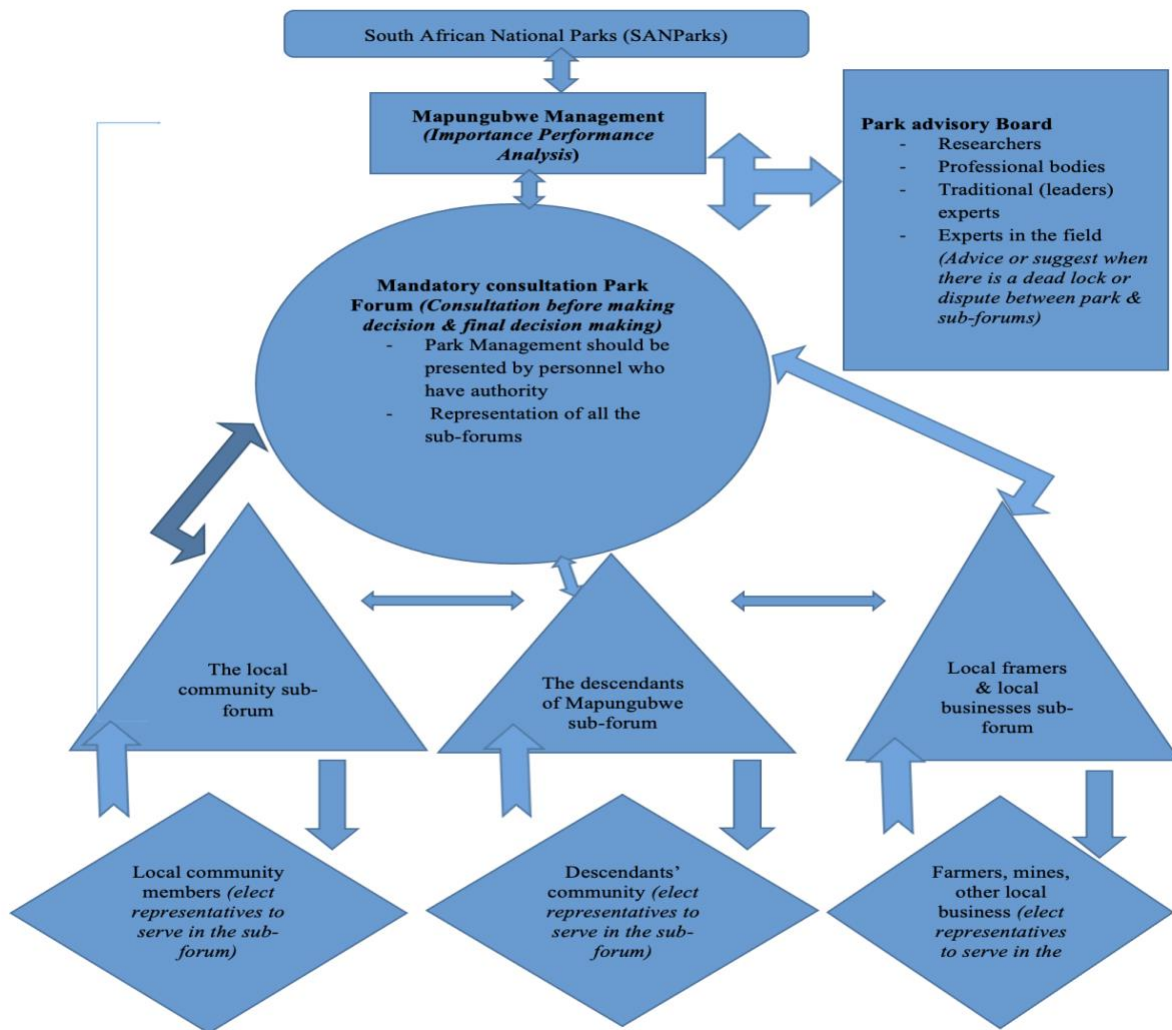 South African National Parks (SANParks)
Mapungubwe Management
(Importance Performance
Analysis)
Park advisory Board
- Researchers
- Professional bodies
- Traditional (leaders)
experts
- Experts in the field
(Advice or suggest when
there is a dead lock or
dispute between park &
sub-forums)
Mandatory consultation Park
Forum (Consultation before making
decision & final decision making)
- Park Management should be
presented by personnel who
have authority
- Representation of all the
sub-forums
The local
community sub-
forum
The descendants
of Mapungubwe
sub-forum
Local framers
& local
businesses sub-
forum
Local community
members (elect
representatives to
serve in the sub-
forum)
Descendants’
community (elect
representatives to
serve in the sub-
forum)
Farmers, mines,
other local
business (elect
representatives
to serve in the